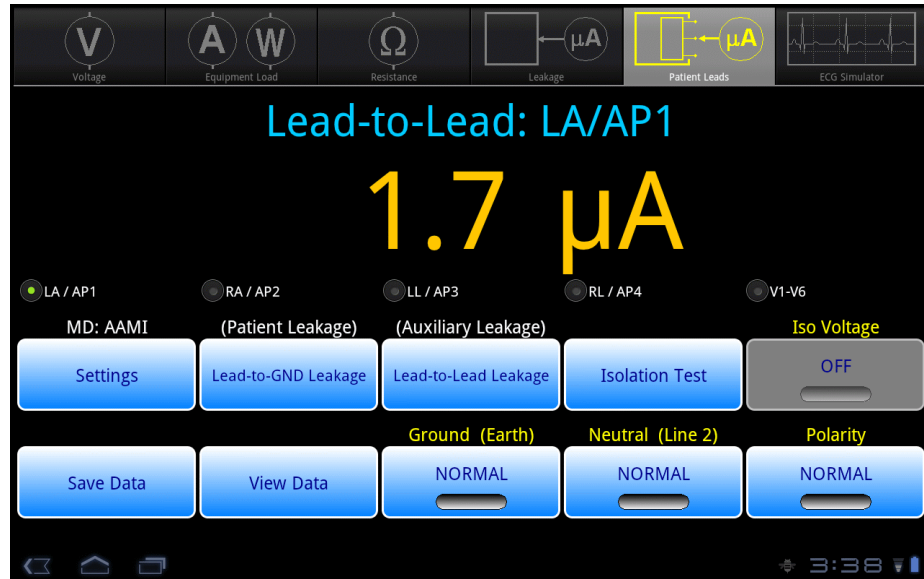 V A W Ω µA µA
Voltage Equipment Load Resistance Leakage Patient Leads ECG Simulator
Lead-to-Lead: LA/AP1
1.7 µA
LA / AP1 RA / AP2 LL / AP3 RL / AP4 V1-V6
MD: AAMI (Patient Leakage) (Auxiliary Leakage) Iso Voltage
Settings Lead-to-GND Leakage Lead-to-Lead Leakage Isolation Test OFF
Ground (Earth) Neutral (Line 2) Polarity
Save Data View Data NORMAL NORMAL NORMAL
3:38